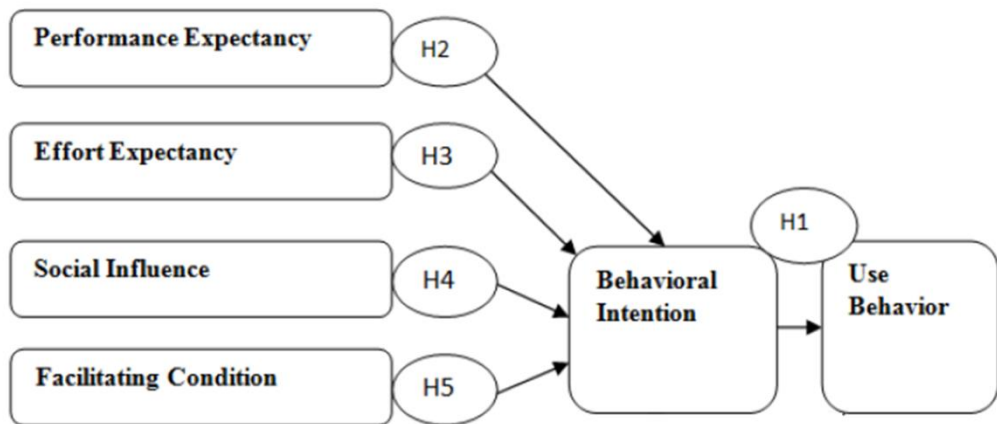 Performance Expectancy
H2
Effort Expectancy
H3
Social Influence
H4
Facilitating Condition
H5
Behavioral
Intention
H1
Use
Behavior